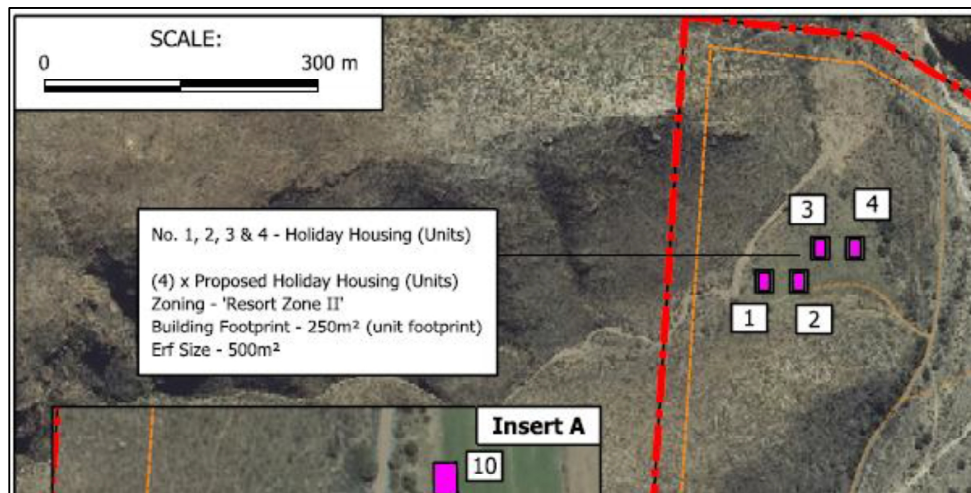 SCALE:
0 300 m
3 4
No. 1, 2, 3 & 4 - Holiday Housing (Units)
(4) x Proposed Holiday Housing (Units)
Zoning - 'Resort Zone II'
Building Footprint - 250m² (unit footprint)
Erf Size - 500m²
1 2
Insert A
10